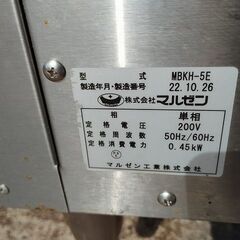 型　　　式 MBKH-5E
製造年月・製造番号 22.10.26
株式会社 マルゼン
相 単相
定格電圧 200V
定格周波数 50Hz/60Hz
定格消費電力 0.45kW
マルゼン工業株式会社